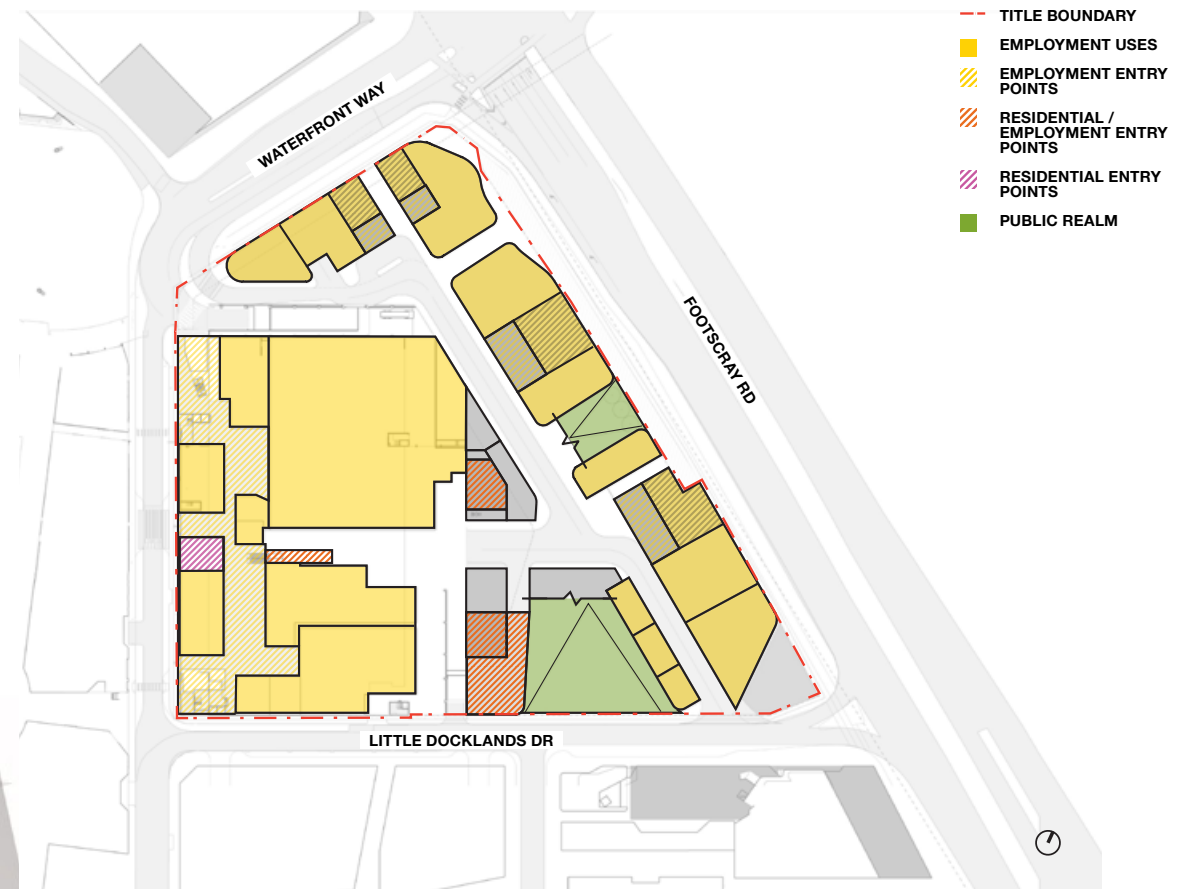 TITLE BOUNDARY
EMPLOYMENT USES
EMPLOYMENT ENTRY
POINTS
RESIDENTIAL /
EMPLOYMENT ENTRY
POINTS
RESIDENTIAL ENTRY
POINTS
PUBLIC REALM
WATERFRONT WAY
FOOTSCRAY RD
LITTLE DOCKLANDS DR